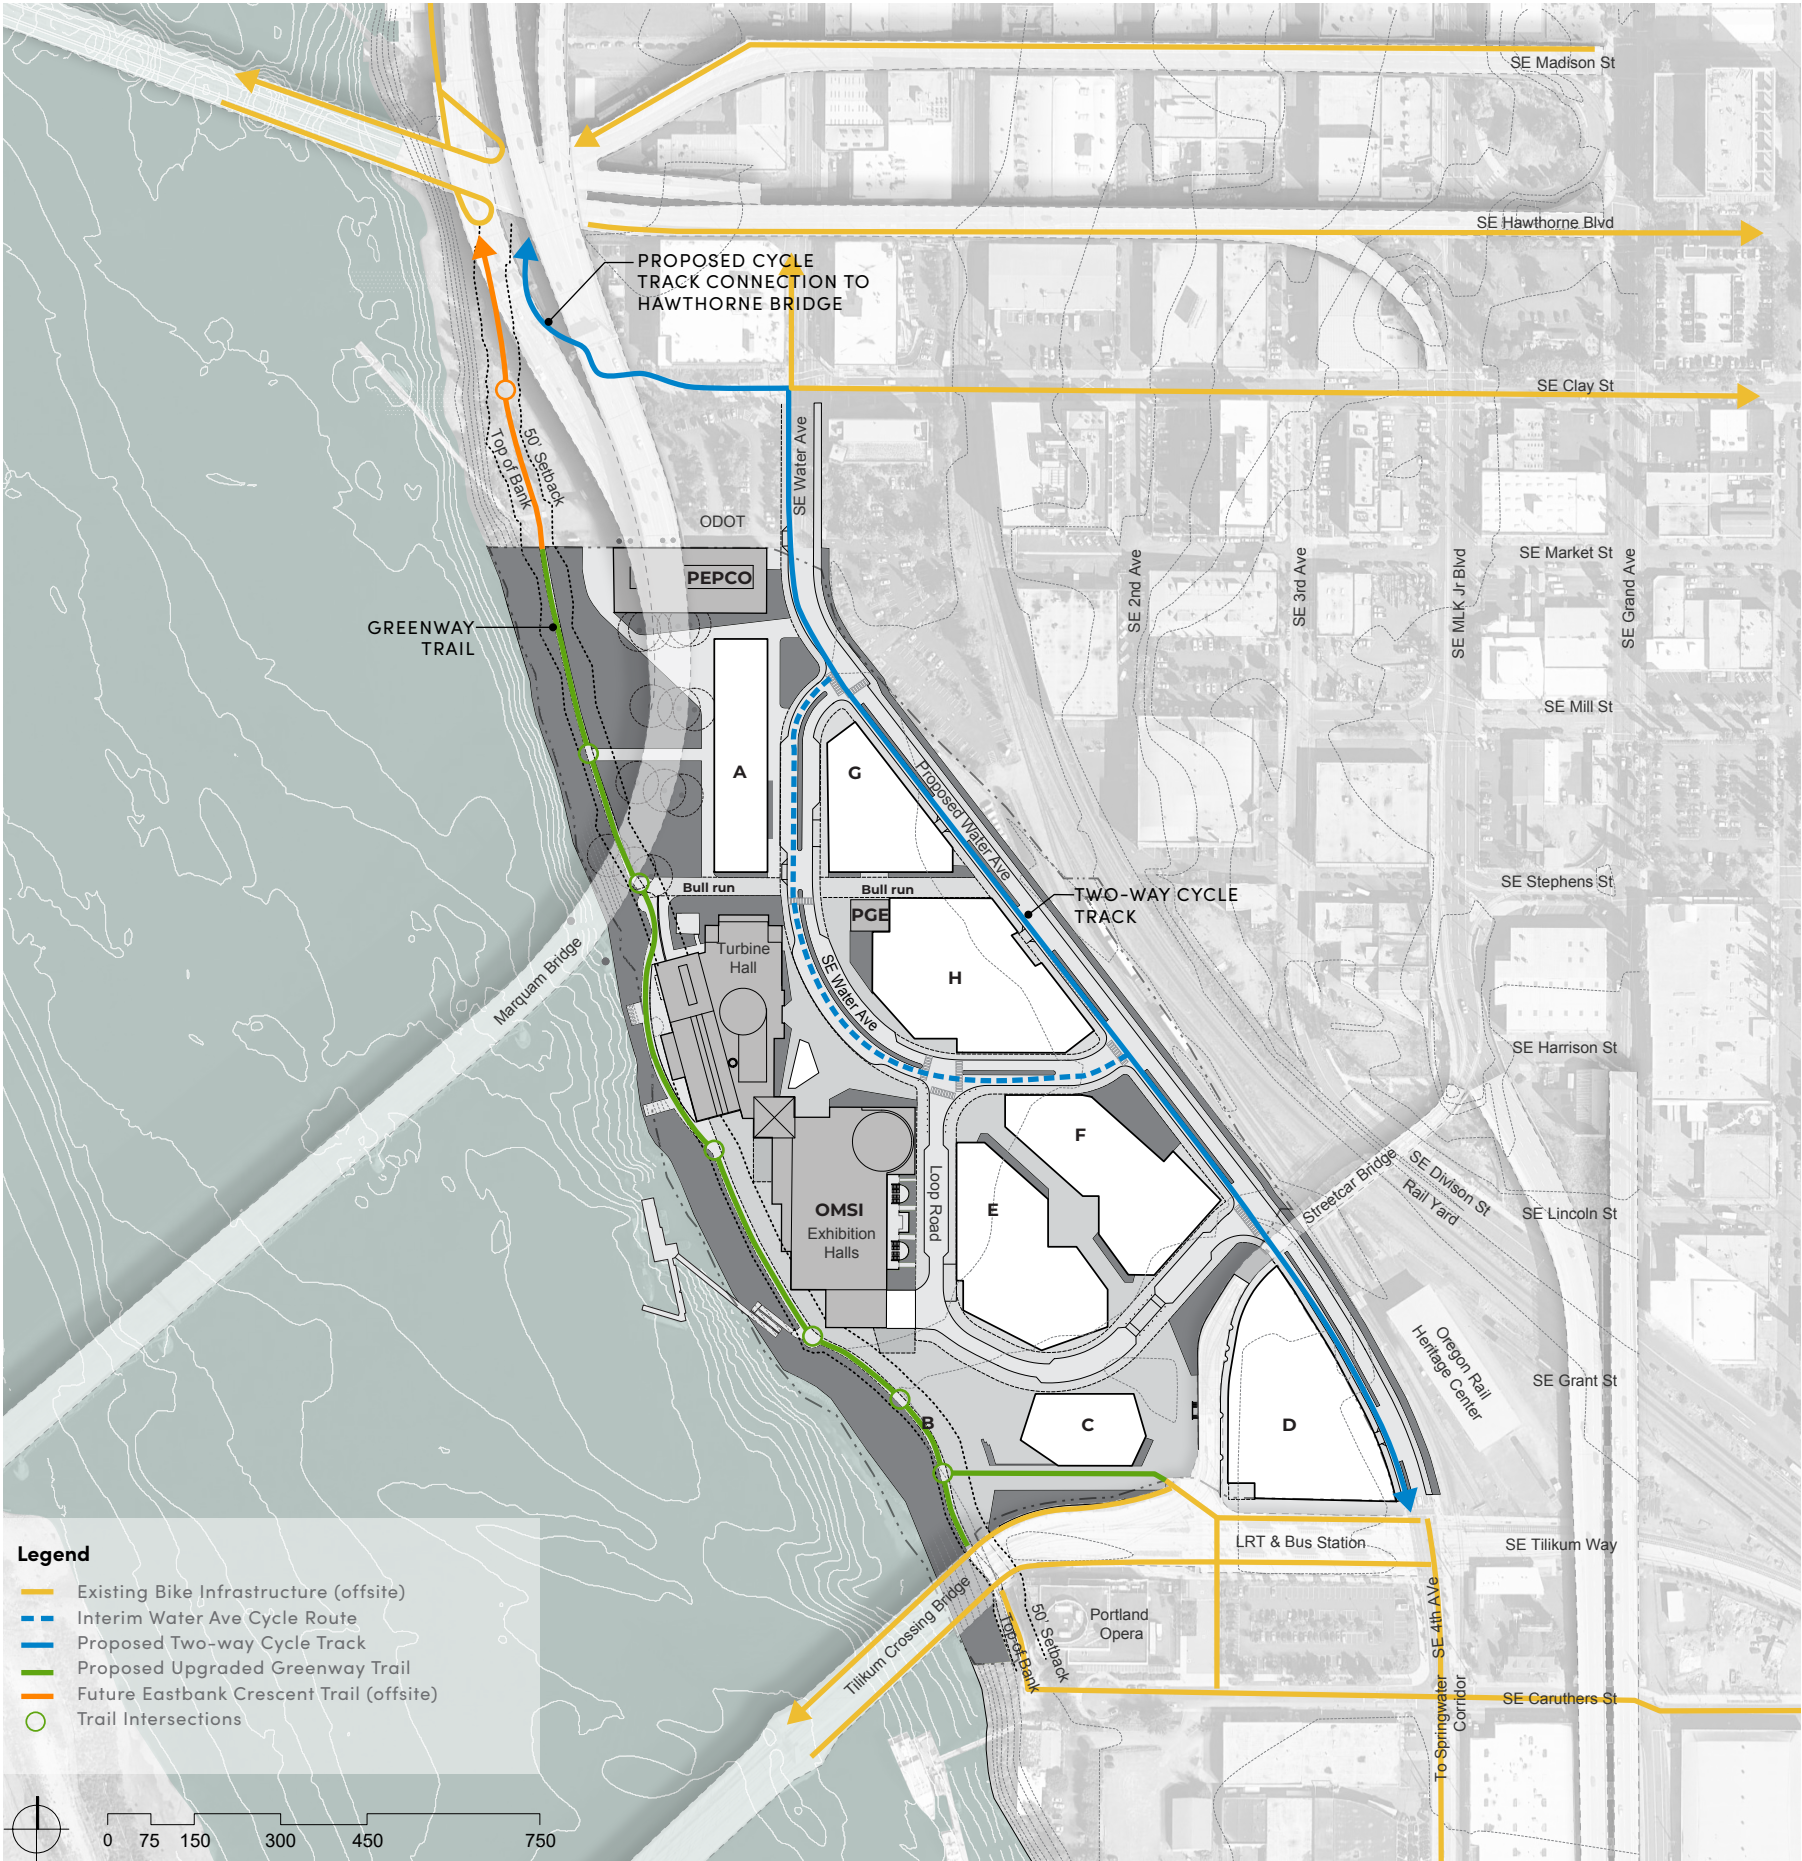 SE Madison St
SE Hawthorne Blvd
PROPOSED CYCLE
TRACK CONNECTION TO
HAWTHORNE BRIDGE
SE Clay St
SE Water Ave
50' Setback
Top of Bank
ODOT
SE Market St
PEPCO
SE 2nd Ave
SE 3rd Ave
SE MLK Jr Blvd
SE Grand Ave
GREENWAY
TRAIL
SE Mill St
A
G
Proposed Water Ave
Bull run
Bull run
SE Stephens St
TWO-WAY CYCLE
TRACK
PGE
Turbine
Hall
Marquam Bridge
SE Water Ave
H
SE Harrison St
F
Loop Road
E
OMSI
Exhibition
Halls
Streetcar Bridge
SE Divison St
Rail Yard
SE Lincoln St
Oregon Rail
Heritage Center
SE Grant St
B
C
D
LRT & Bus Station
SE Tilikum Way
Tilikum Crossing Bridge
Top of Bank
50' Setback
Portland
Opera
SE 4th AVe
To Springwater
Corridor
SE Caruthers St
Legend
Existing Bike Infrastructure (offsite)
Interim Water Ave Cycle Route
Proposed Two-way Cycle Track
Proposed Upgraded Greenway Trail
Future Eastbank Crescent Trail (offsite)
Trail Intersections
0 75 150 300 450 750